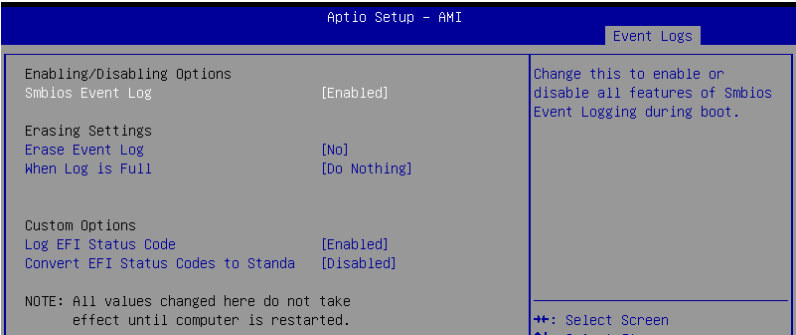 Aptio Setup – AMI
Event Logs
Enabling/Disabling Options
Smbios Event Log [Enabled]
Erasing Settings
Erase Event Log [No]
When Log is Full [Do Nothing]
Custom Options
Log EFI Status Code [Enabled]
Convert EFI Status Codes to Standa [Disabled]
NOTE: All values changed here do not take
effect until computer is restarted.
Change this to enable or
disable all features of Smbios
Event Logging during boot.
→←: Select Screen